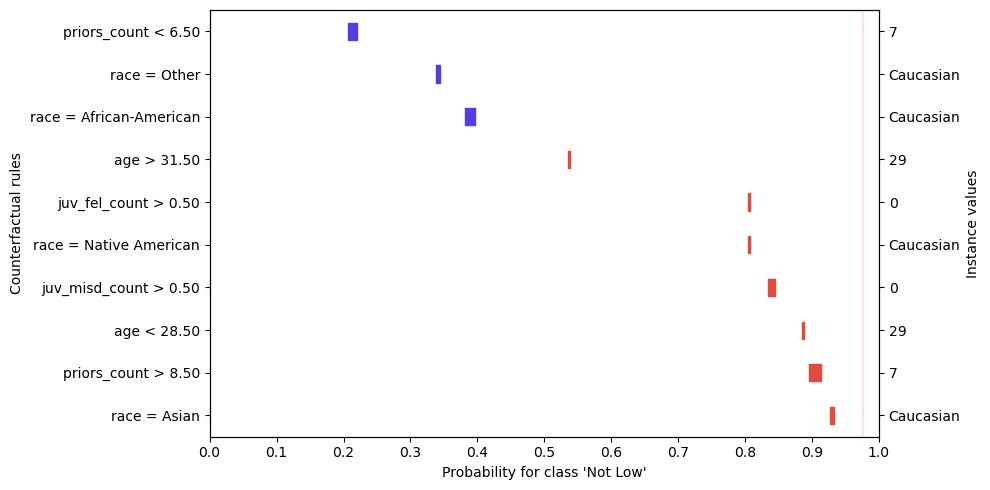 Counterfactual rules
priors_count < 6.50
race = Other
race = African-American
age > 31.50
juv_fel_count > 0.50
race = Native American
juv_misd_count > 0.50
age < 28.50
priors_count > 8.50
race = Asian
7
Caucasian
Caucasian
29
0
Caucasian
0
29
7
Caucasian
Instance values
0.0 0.1 0.2 0.3 0.4 0.5 0.6 0.7 0.8 0.9 1.0
Probability for class 'Not Low'